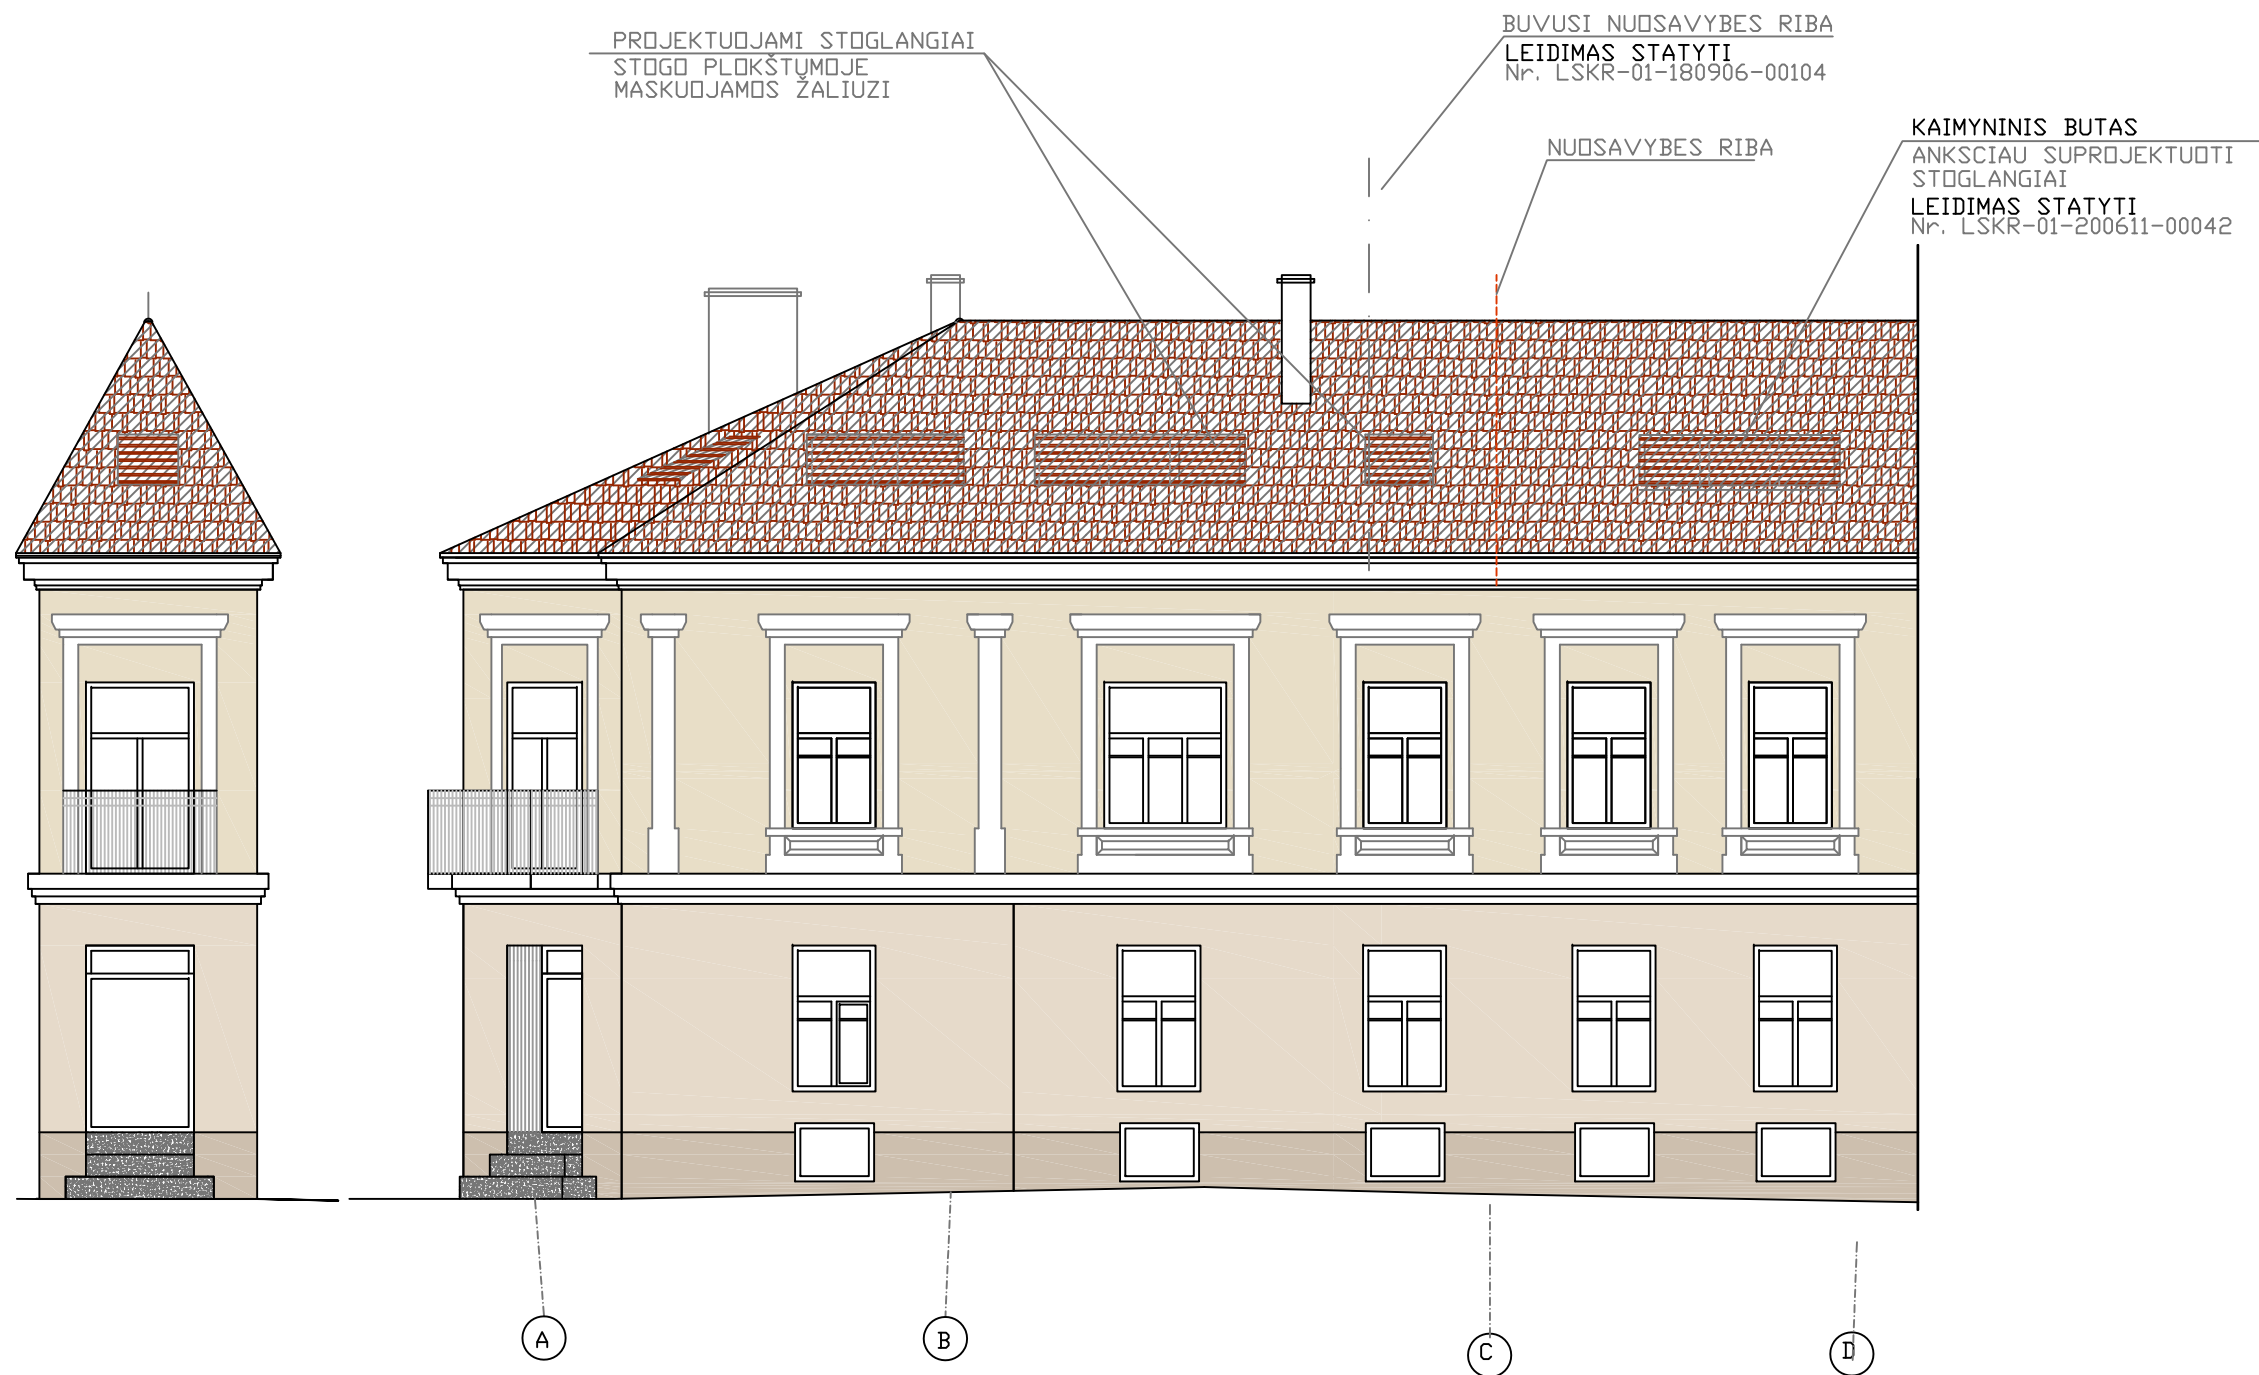 PROJEKTUOJAMI STOGLANGIAI
STOGO PLOKŠTUMOJE
MASKUOJAMOS ŽALIUZI
BUVUSI NUOSAVYBES RIBA
LEIDIMAS STATYTI
Nr. LSKR-01-180906-00104
NUOSAVYBES RIBA
KAIMYNINIS BUTAS
ANKSCIAU SUPROJEKTUOTI
STOGLANGIAI
LEIDIMAS STATYTI
Nr. LSKR-01-200611-00042
A
B
C
D